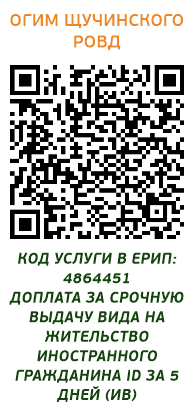 ОГИМ ЩУЧИНСКОГО
РОВД
КОД УСЛУГИ В ЕРИП:
4864451
ДОПЛАТА ЗА СРОЧНУЮ
ВЫДАЧУ ВИДА НА
ЖИТЕЛЬСТВО
ИНОСТРАННОГО
ГРАЖДАНИНА ID ЗА 5
ДНЕЙ (ИВ)